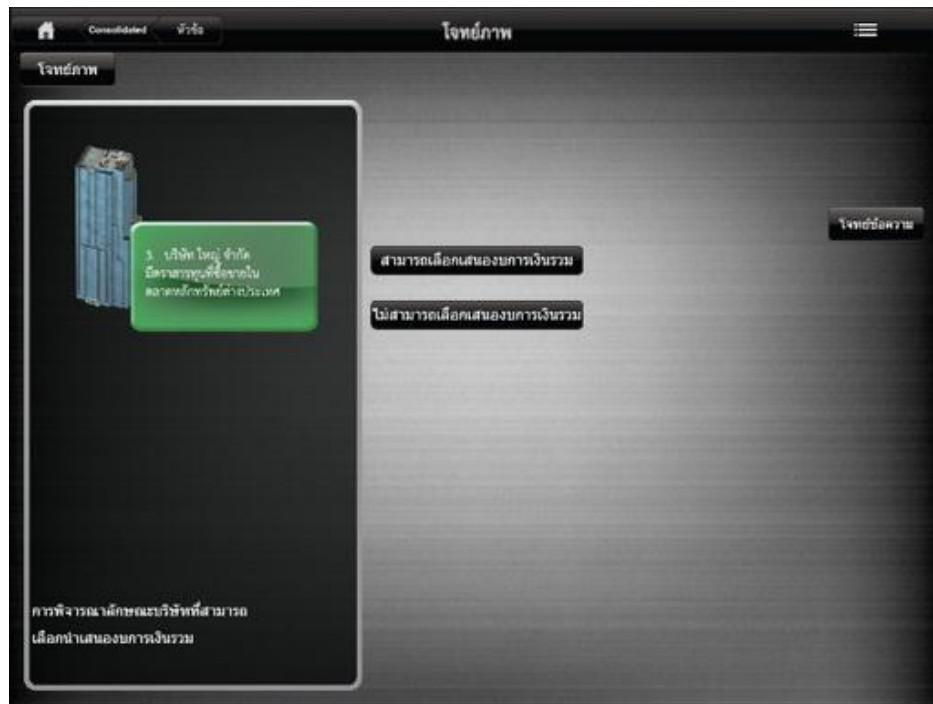 Consolidated หัวข้อ โจทย์ภาพ
โจทย์ภาพ
3. บริษัท ใหญ่ จำกัด
มีตราสารทุนที่ซื้อขายใน
ตลาดหลักทรัพย์ต่างประเทศ
สามารถเลือกเสนองบการเงินรวม
ไม่สามารถเลือกเสนองบการเงินรวม
โจทย์ข้อความ
การพิจารณาลักษณะบริษัทที่สามารถ
เลือกนำเสนองบการเงินรวม